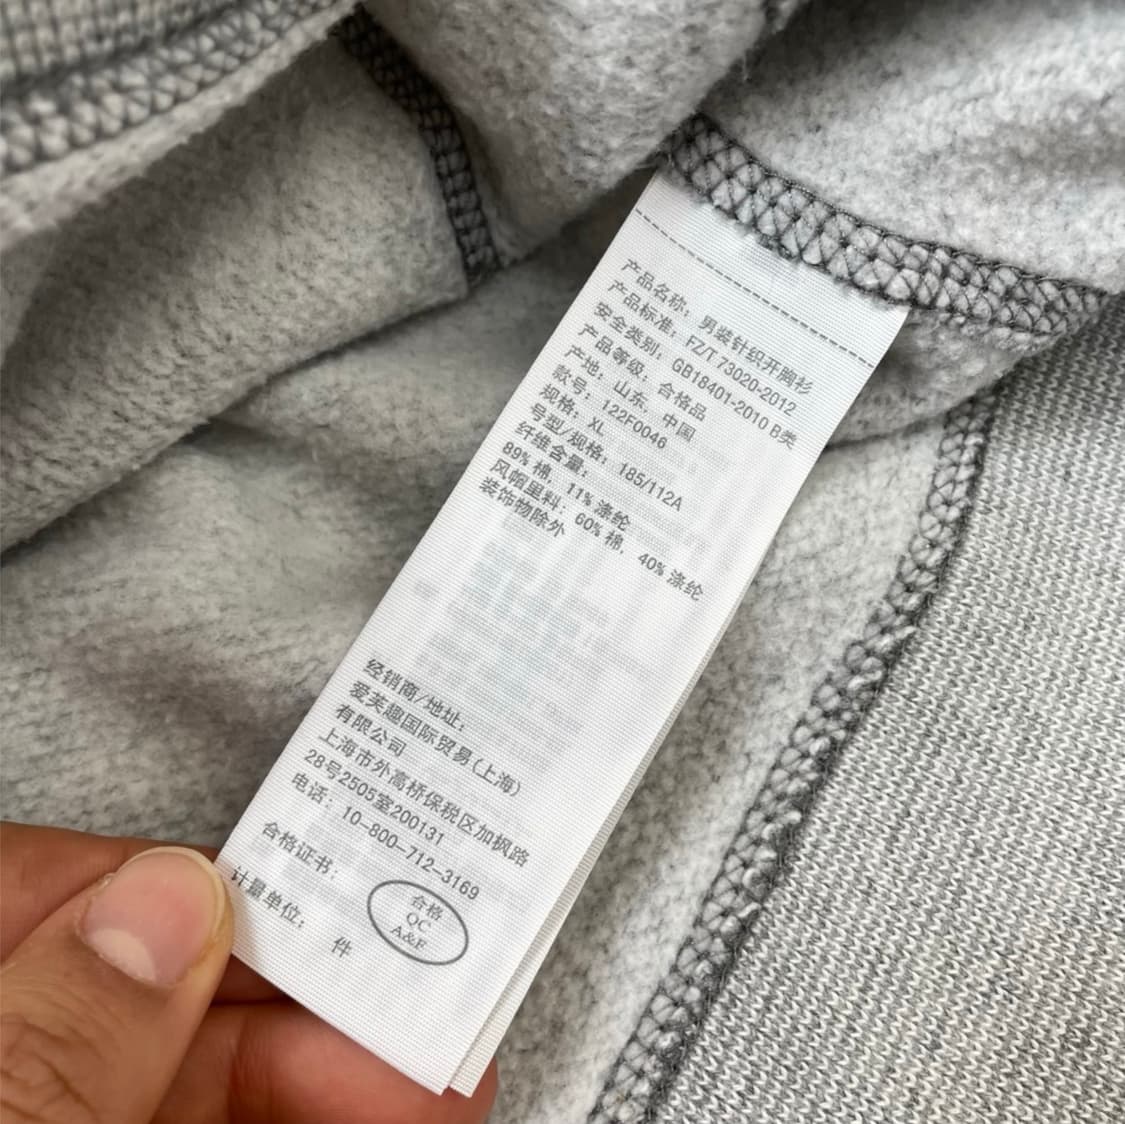 产品名称：男装针织开胸衫
产品标准：FZ/T 73020-2012
安全类别：GB18401-2010 B类
产品等级：合格品
产地：山东，中国
款号：122F0046
规格：XL
号型/规格：185/112A
纤维含量：
89% 棉，11% 涤纶
风帽里料：60% 棉，40% 涤纶
装饰物除外
经销商/地址：
爱芙趣国际贸易(上海)
有限公司
上海市外高桥保税区加枫路
28号2505室200131
电话：10-800-712-3169
合格证书：
合格
QC
A&F
计量单位：件